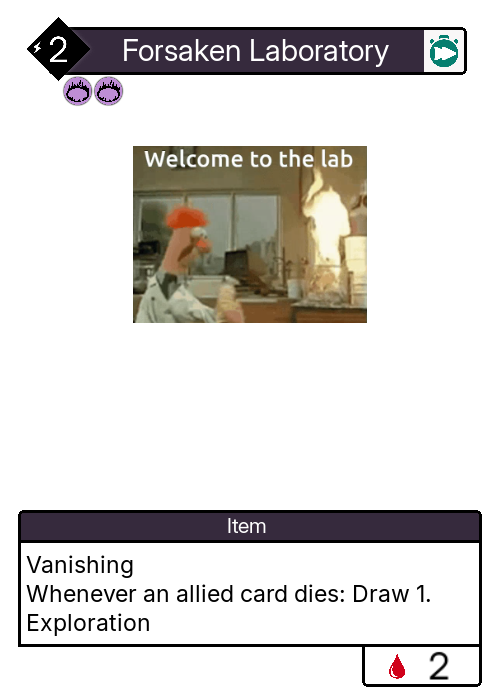 2
Forsaken Laboratory
Welcome to the lab
Item
Vanishing
Whenever an allied card dies: Draw 1.
Exploration
2